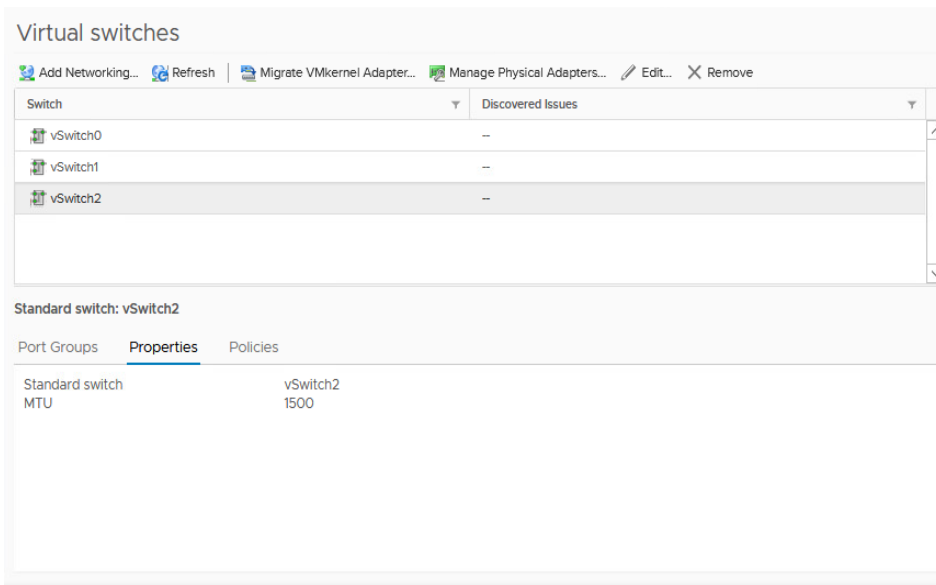 Virtual switches
Add Networking... Refresh Migrate VMkernel Adapter... Manage Physical Adapters... Edit... Remove
Switch Discovered Issues
vSwitch0 --
vSwitch1 --
vSwitch2 --
Standard switch: vSwitch2
Port Groups Properties Policies
Standard switch vSwitch2
MTU 1500